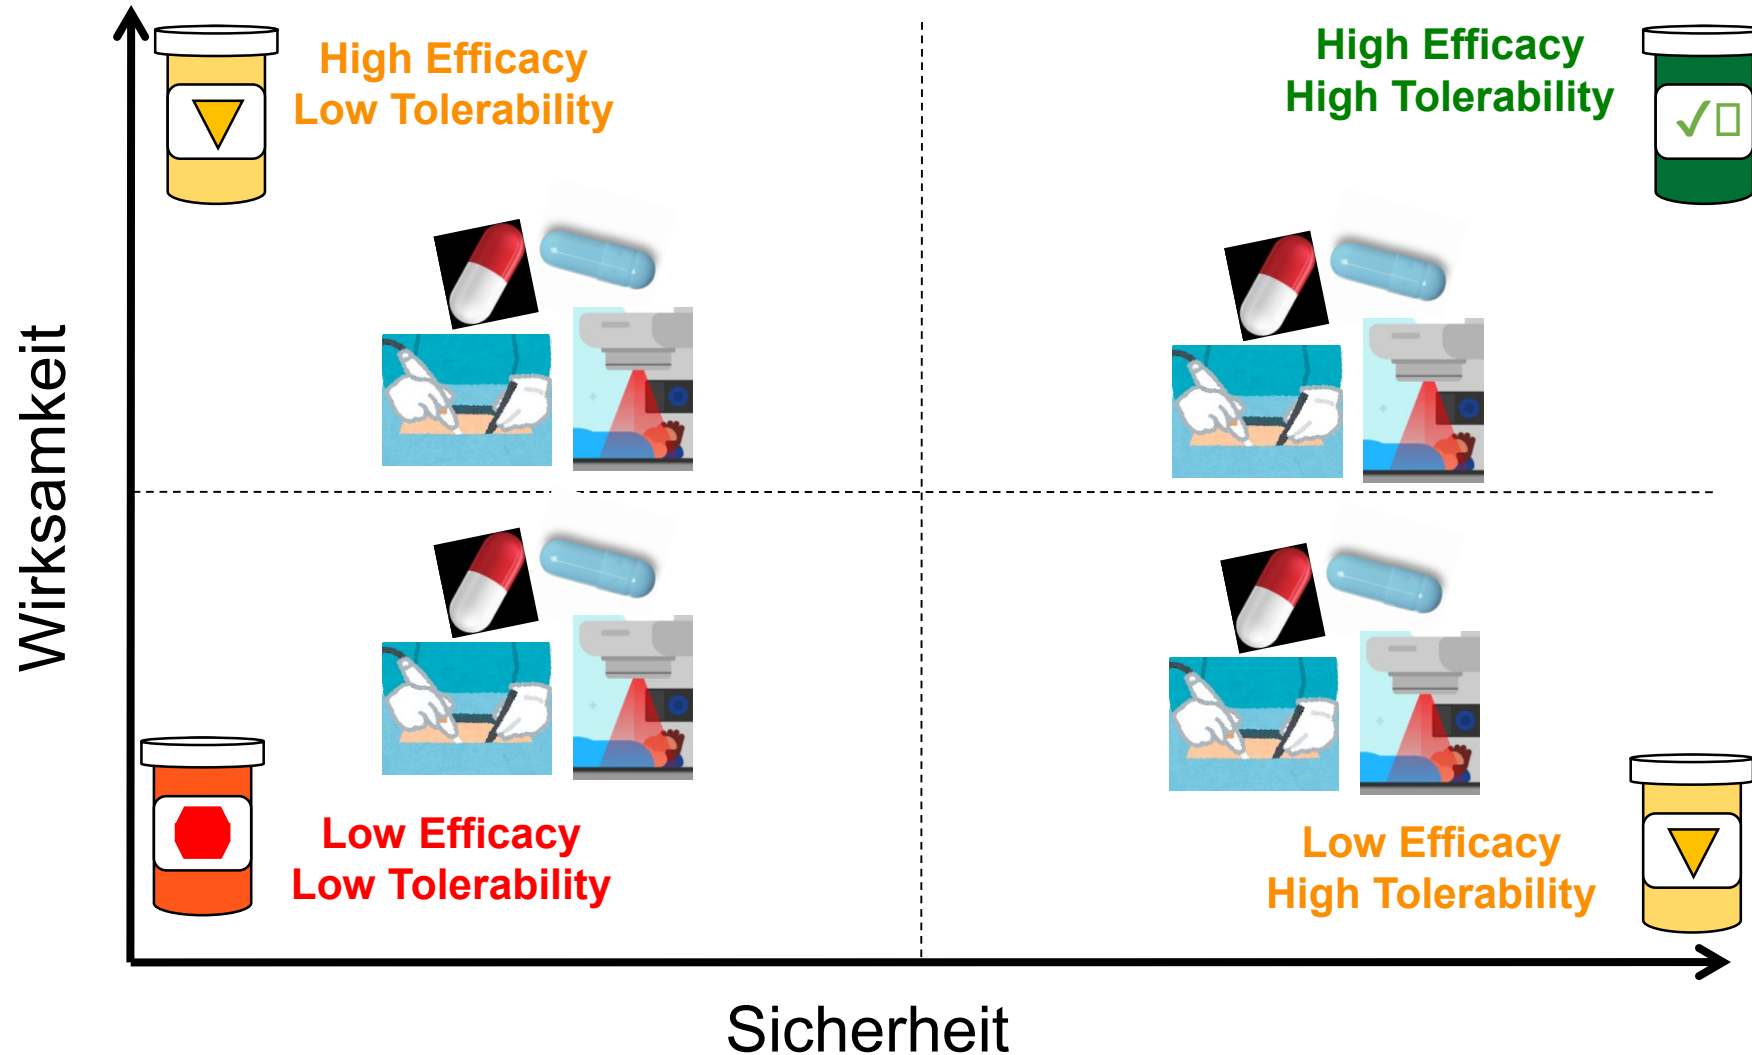 High Efficacy
Low Tolerability
High Efficacy
High Tolerability
Wirksamkeit
Low Efficacy
Low Tolerability
Low Efficacy
High Tolerability
Sicherheit